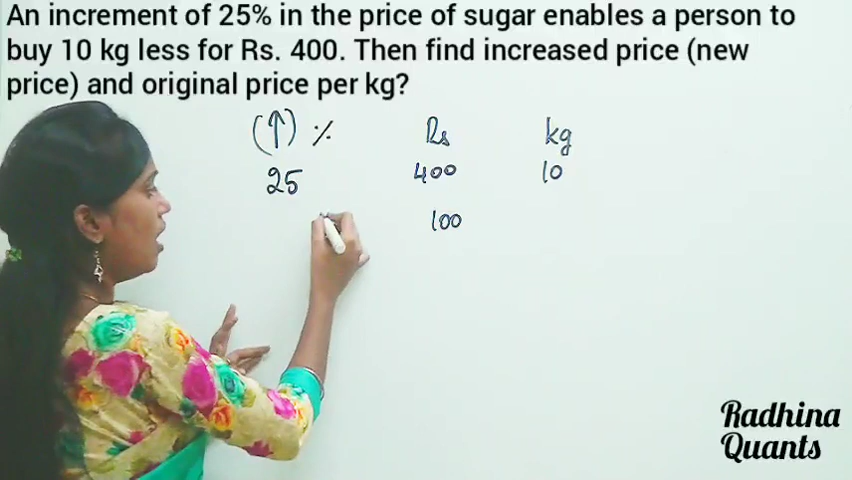 An increment of 25% in the price of sugar enables a person to
buy 10 kg less for Rs. 400. Then find increased price (new
price) and original price per kg?
(↑) % Rs kg
25 400 10
100
Radhina
Quants